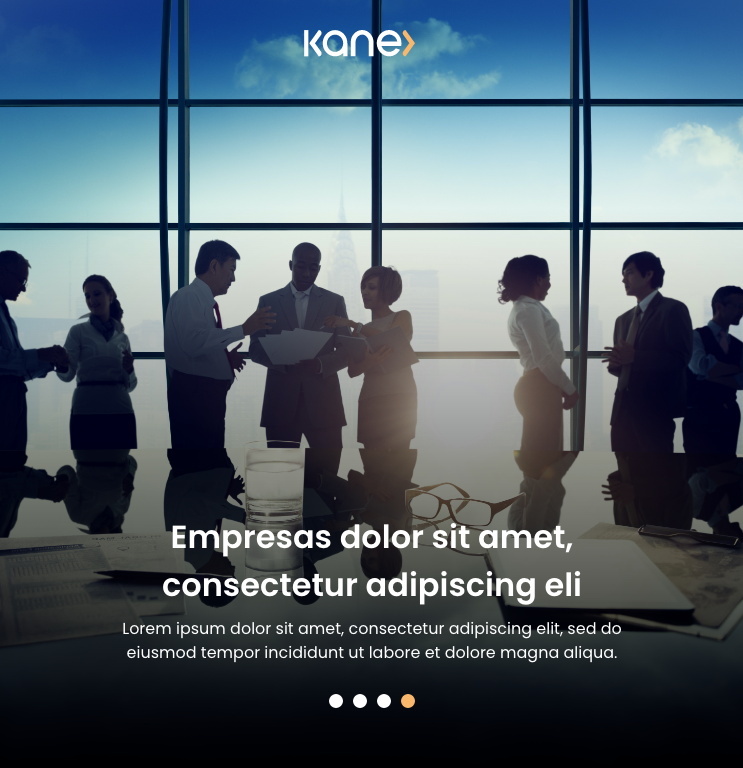 Kane
Empresas dolor sit amet,
consectetur adipiscing eli
Lorem ipsum dolor sit amet, consectetur adipiscing elit, sed do
eiusmod tempor incididunt ut labore et dolore magna aliqua.